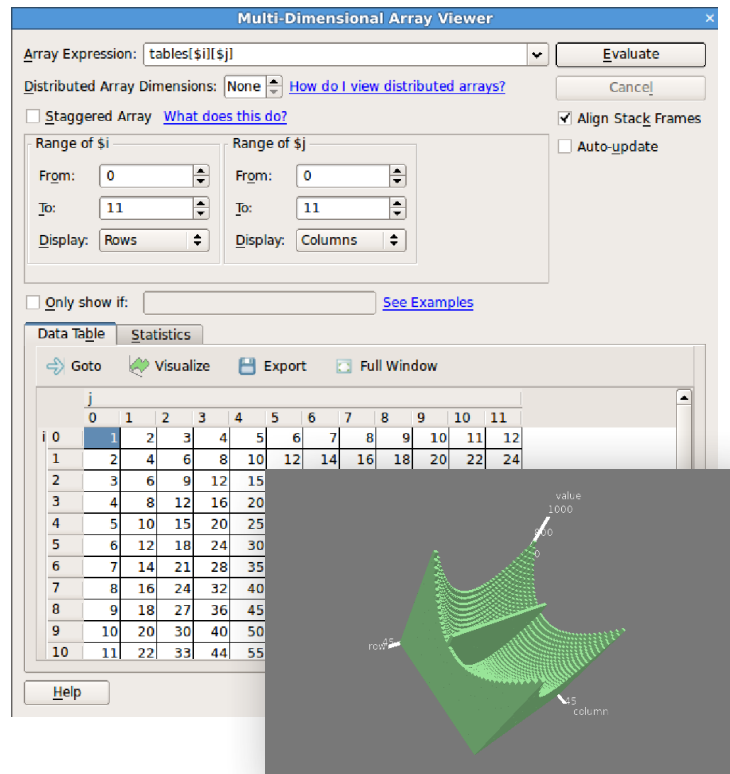 Multi-Dimensional Array Viewer
Array Expression: tables[$i][$j] Evaluate
Distributed Array Dimensions: None How do I view distributed arrays? Cancel
Staggered Array What does this do? Align Stack Frames
Range of $i Range of $j Auto-update
From: 0 From: 0
To: 11 To: 11
Display: Rows Display: Columns
Only show if: See Examples
Data Table Statistics
Goto Visualize Export Full Window
j
0 1 2 3 4 5 6 7 8 9 10 11
i 0 1 2 3 4 5 6 7 8 9 10 11 12
1 2 4 6 8 10 12 14 16 18 20 22 24
2 3 6 9 12 15
3 4 8 12 16 20
4 5 10 15 20 25
5 6 12 18 24 30
6 7 14 21 28 35
7 8 16 24 32 40
8 9 18 27 36 45
9 10 20 30 40 50
10 11 22 33 44 55
Help
value
1000
800
0
row 45
45
column